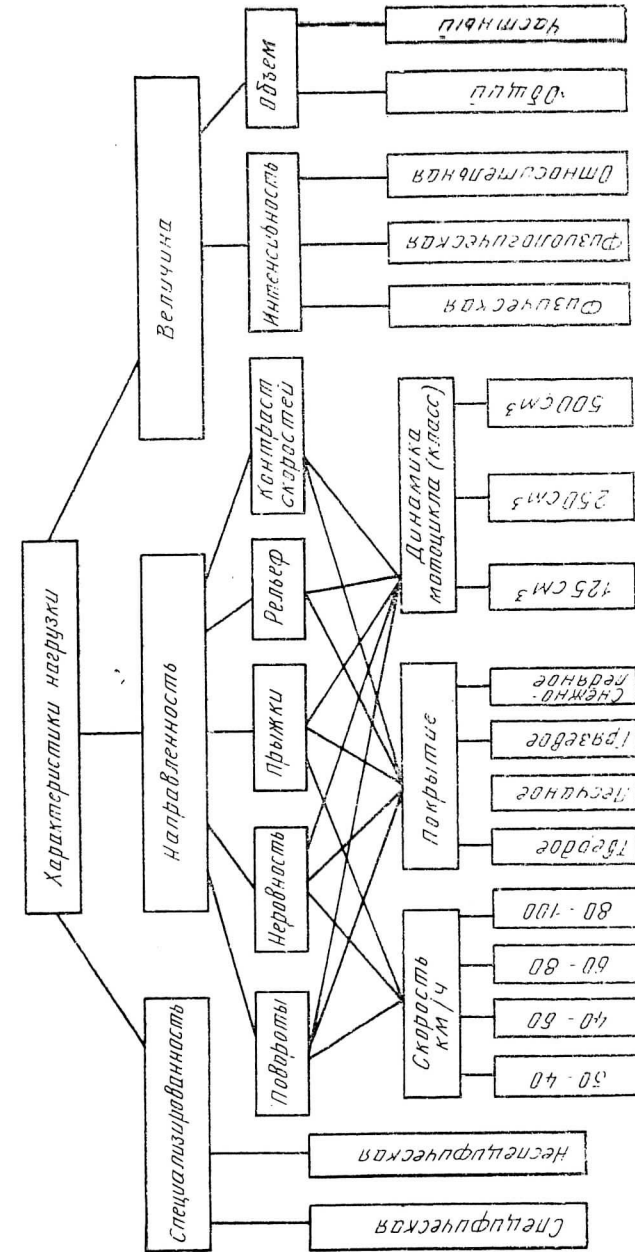 Характеристики нагрузки
Специализированность
Направленность
Величина
Повороты
Неровность
Прыжки
Рельеф
Контраст
скоростей
Интенсивность
Объем
Специфическая
Неспецифическая
Скорость
км/ч
Покрытие
Динамика
мотоцикла (класс)
Физическая
Физиологическая
Относительная
Общий
Частный
30 - 40
40 - 60
60 - 80
80 - 100
Твердое
Песчаное
Грязевое
Снежно-
ледяное
125 см³
250 см³
500 см³